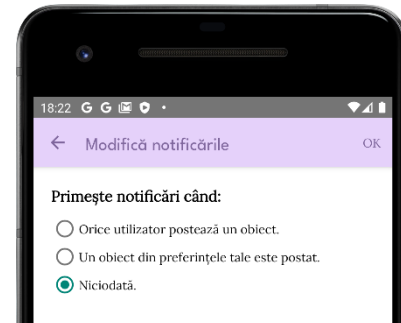 18:22 G G
Modifică notificările OK
Primește notificări când:
Orice utilizator postează un obiect.
Un obiect din preferințele tale este postat.
Niciodată.